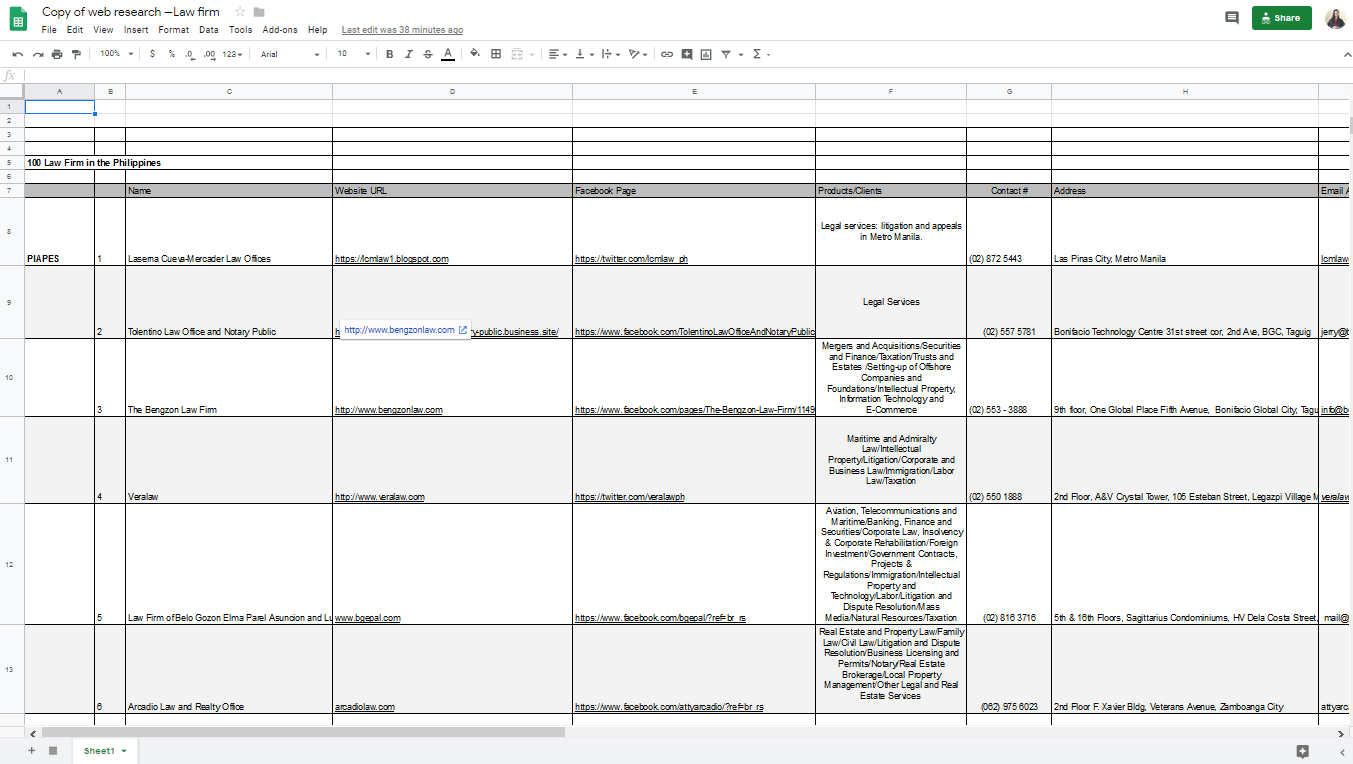 Copy of web research –Law firm
File Edit View Insert Format Data Tools Add-ons Help Last edit was 38 minutes ago
Share
100% $ % .0 .00 123 Arial 10 B I S A
fx
A B C D E F G H
1
2
3
4
5 100 Law Firm in the Philippines
6
7 Name Website URL Facebook Page Products/Clients Contact # Address Email A
8
Legal services: litigation and appeals
in Metro Manila.
PIAPES 1 Laserna Cueva-Mercader Law Offices https://lcmlaw1.blogspot.com https://twitter.com/lcmlaw_ph (02) 872 5443 Las Pinas City, Metro Manila lcmlaw
9
Legal Services
2 Tolentino Law Office and Notary Public h http://www.bengzonlaw.com y-public.business.site/ https://www.facebook.com/TolentinoLawOfficeAndNotaryPublic (02) 557 5781 Bonifacio Technology Centre 31st street cor, 2nd Ave, BGC, Taguig jerry@t
10
Mergers and Acquisitions/Securities
and Finance/Taxation/Trusts and
Estates /Setting-up of Offshore
Companies and
Foundations/Intellectual Property,
Information Technology and
E-Commerce
3 The Bengzon Law Firm http://www.bengzonlaw.com https://www.facebook.com/pages/The-Bengzon-Law-Firm/1149 (02) 553 - 3888 9th floor, One Global Place Fifth Avenue, Bonifacio Global City, Tagu info@b
11
Maritime and Admiralty
Law/Intellectual
Property/Litigation/Corporate and
Business Law/Immigration/Labor
Law/Taxation
4 Veralaw http://www.veralaw.com https://twitter.com/veralawph (02) 550 1888 2nd Floor, A&V Crystal Tower, 105 Esteban Street, Legazpi Village M veralaw
12
Aviation, Telecommunications and
Maritime/Banking, Finance and
Securities/Corporate Law, Insolvency
& Corporate Rehabilitation/Foreign
Investment/Government Contracts,
Projects &
Regulations/Immigration/Intellectual
Property and
Technology/Labor/Litigation and
Dispute Resolution/Mass
Media/Natural Resources/Taxation
5 Law Firm of Belo Gozon Elma Parel Asuncion and Lu www.bgepal.com https://www.facebook.com/bgepal/?ref=br_rs (02) 816 3716 5th & 16th Floors, Sagittarius Condominiums, HV Dela Costa Street, mail@
13
Real Estate and Property Law/Family
Law/Civil Law/Litigation and Dispute
Resolution/Business Licensing and
Permits/Notary/Real Estate
Brokerage/Local Property
Management/Other Legal and Real
Estate Services
6 Arcadio Law and Realty Office arcadiolaw.com https://www.facebook.com/attyarcadio/?ref=br_rs (062) 975 6023 2nd Floor F. Xavier Bldg, Veterans Avenue, Zamboanga City attyarc
Sheet1